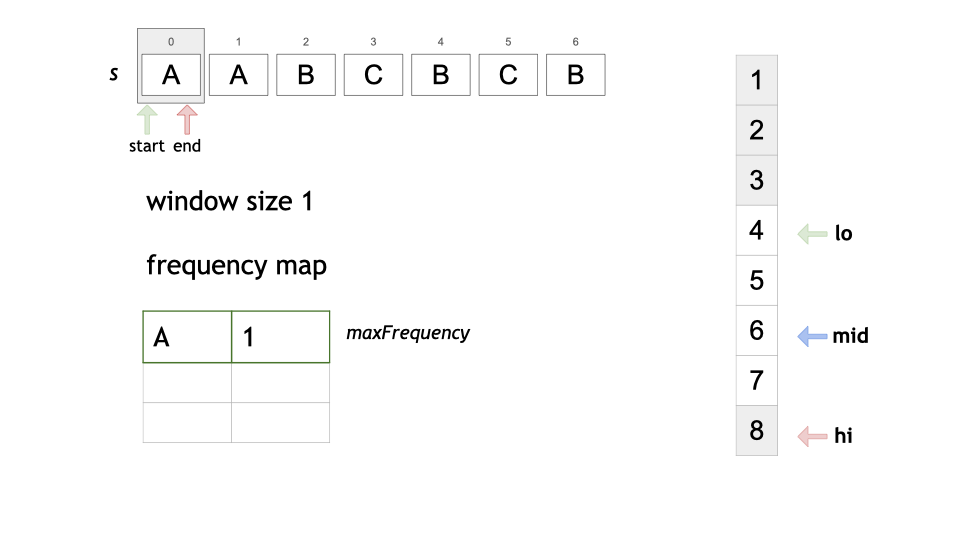 0 1 2 3 4 5 6
s A A B C B C B
start end
window size 1
frequency map
A 1 maxFrequency
1
2
3
4 lo
5
6 mid
7
8 hi